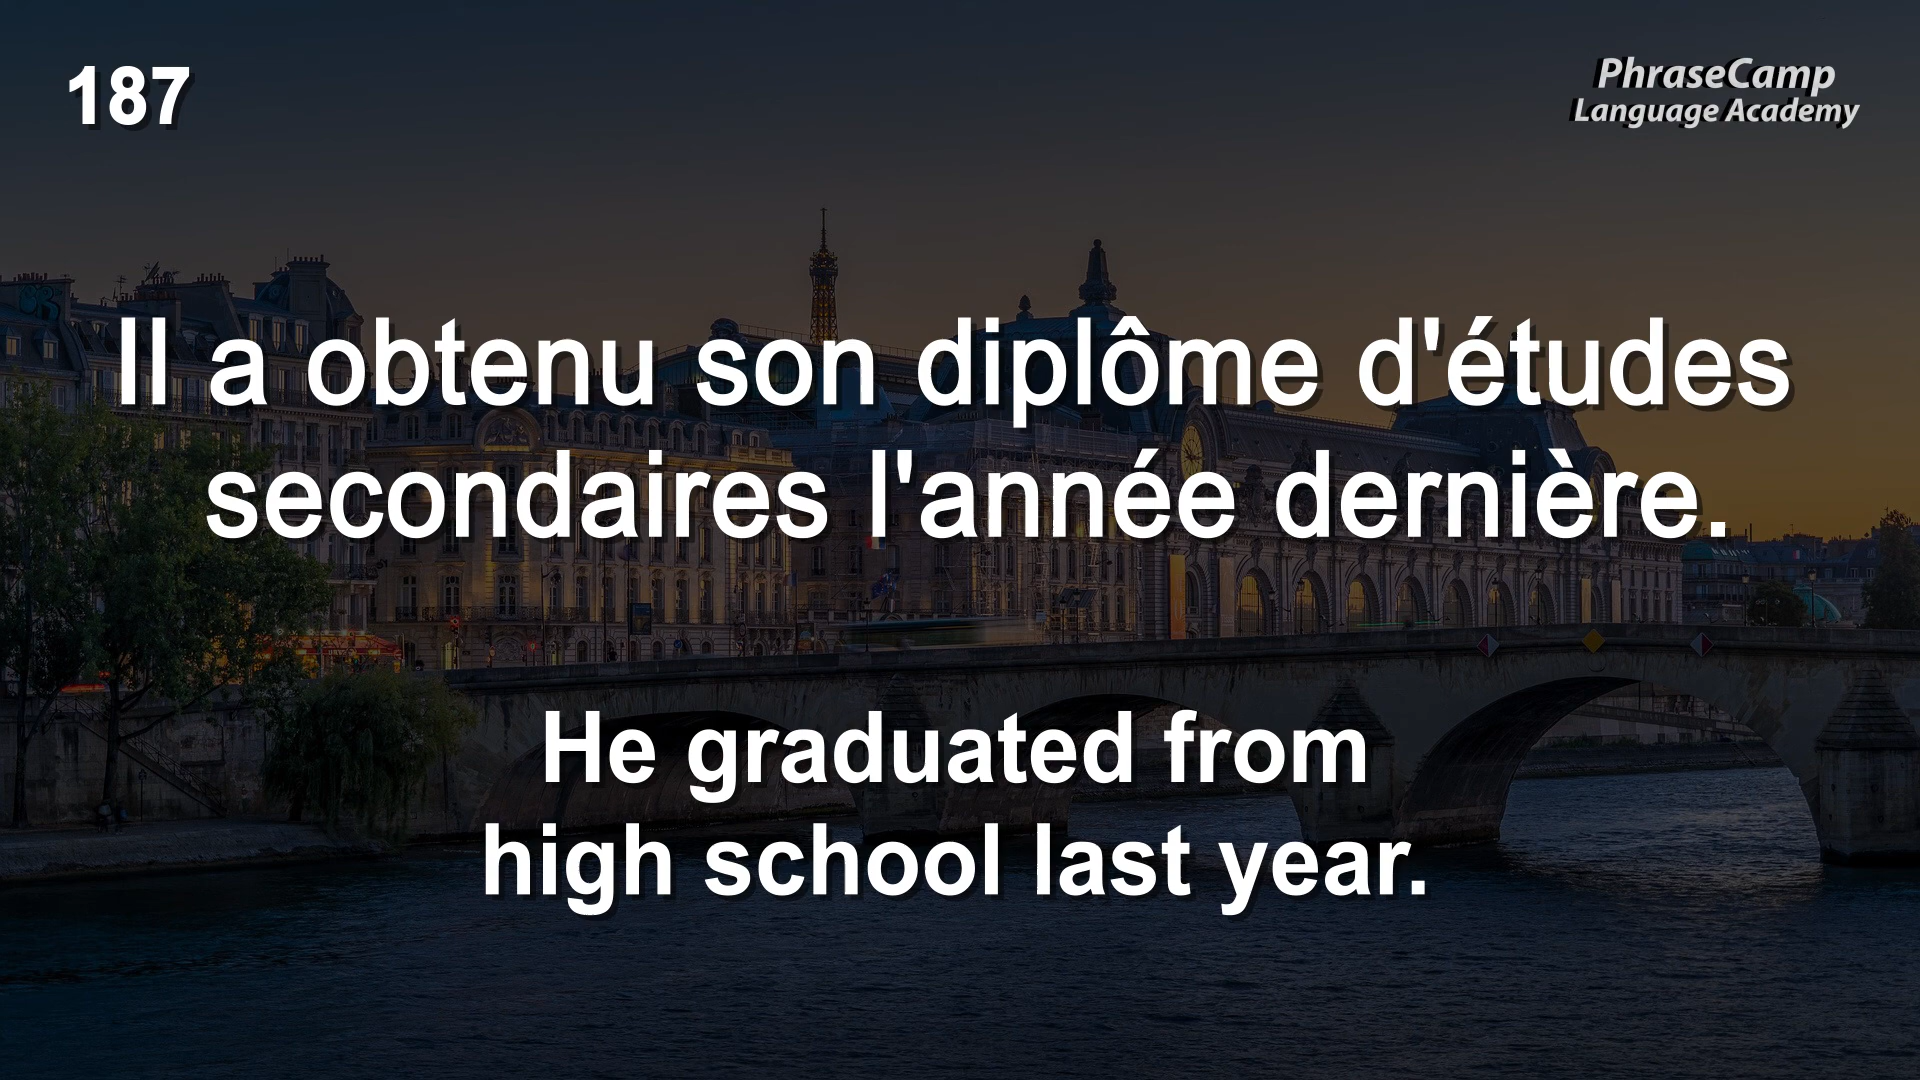 187
PhraseCamp
Language Academy
Il a obtenu son diplôme d'études
secondaires l'année dernière.
He graduated from
high school last year.